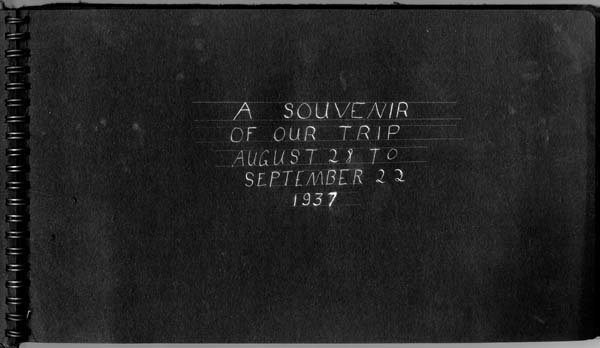 A SOUVENIR
OF OUR TRIP
AUGUST 28 TO
SEPTEMBER 22
1937